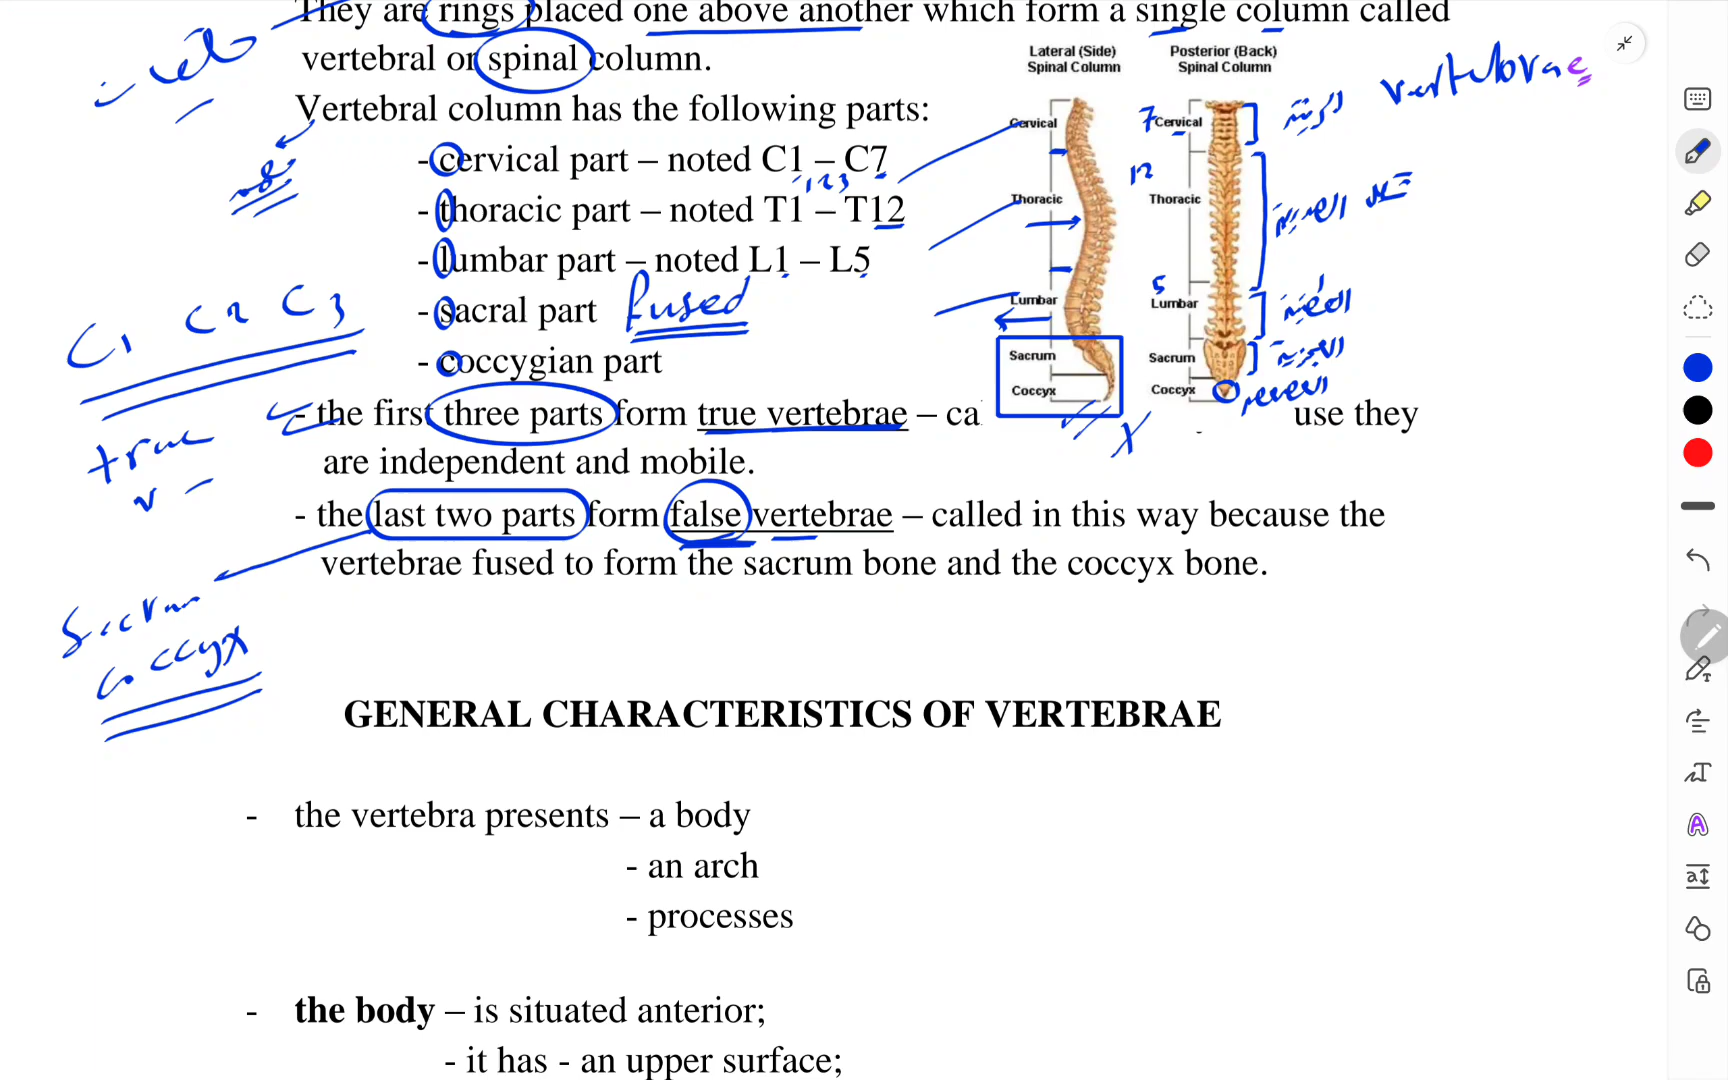 They are rings placed one above another which form a single column called
vertebral or spinal column.
Lateral (Side)
Spinal Column
Posterior (Back)
Spinal Column
vertebrae
Vertebral column has the following parts:
- cervical part – noted C1 – C7
1 2 3
- thoracic part – noted T1 – T12
- lumbar part – noted L1 – L5
- sacral part fused
- coccygian part
Cervical
Thoracic
Lumbar
Sacrum
Coccyx
7 Cervical
12
Thoracic
5
Lumbar
Sacrum
Coccyx
C1 C2 C3
- the first three parts form true vertebrae – ca
use they
are independent and mobile.
true
v
- the last two parts form false vertebrae – called in this way because the
vertebrae fused to form the sacrum bone and the coccyx bone.
Sacrum
coccyx
GENERAL CHARACTERISTICS OF VERTEBRAE
- the vertebra presents – a body
- an arch
- processes
- the body – is situated anterior;
- it has - an upper surface;